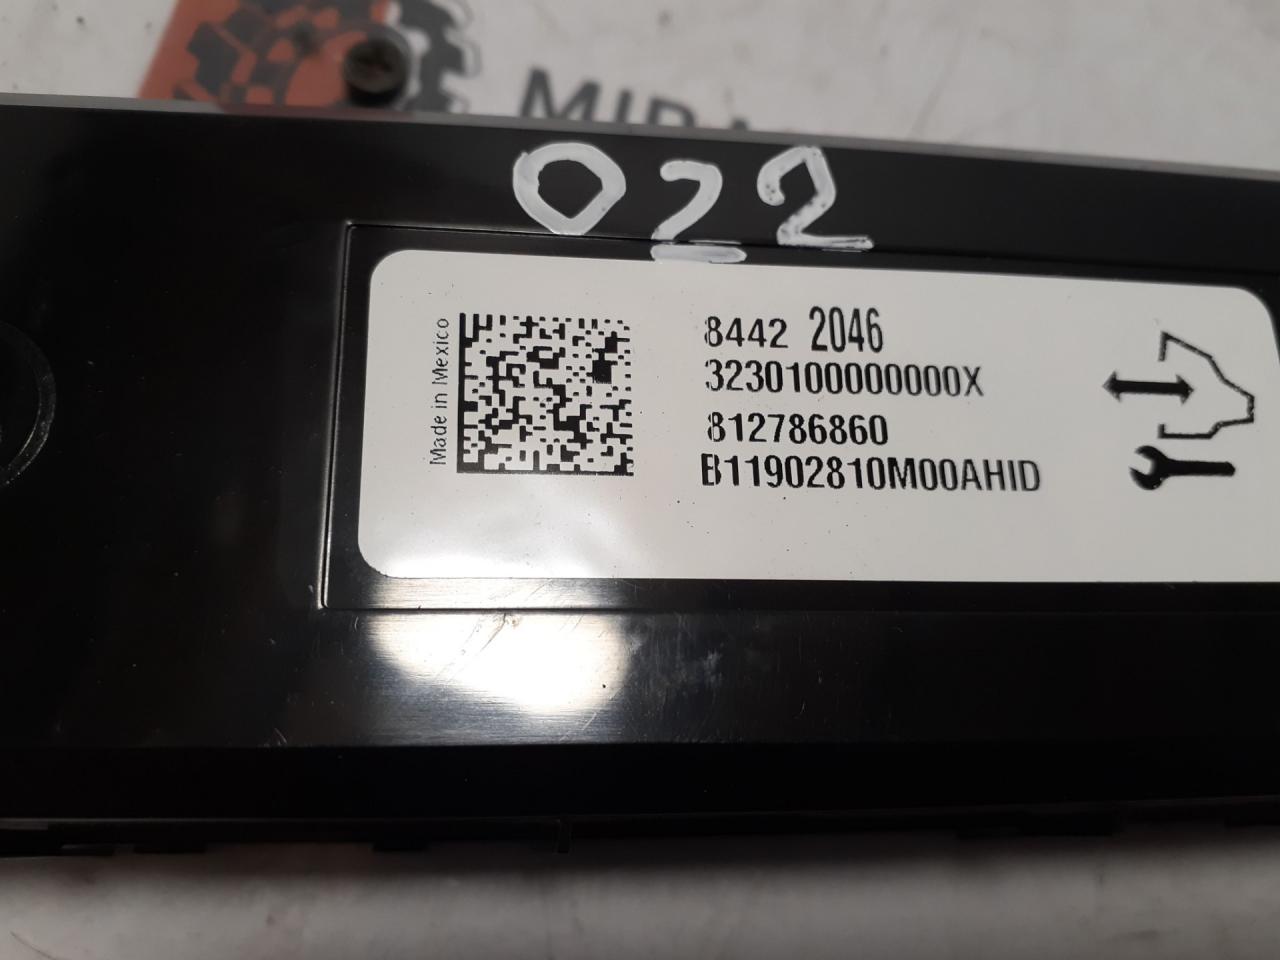 022
Made in Mexico
8442 2046
3230100000000X
812786860
B11902810M00AHID